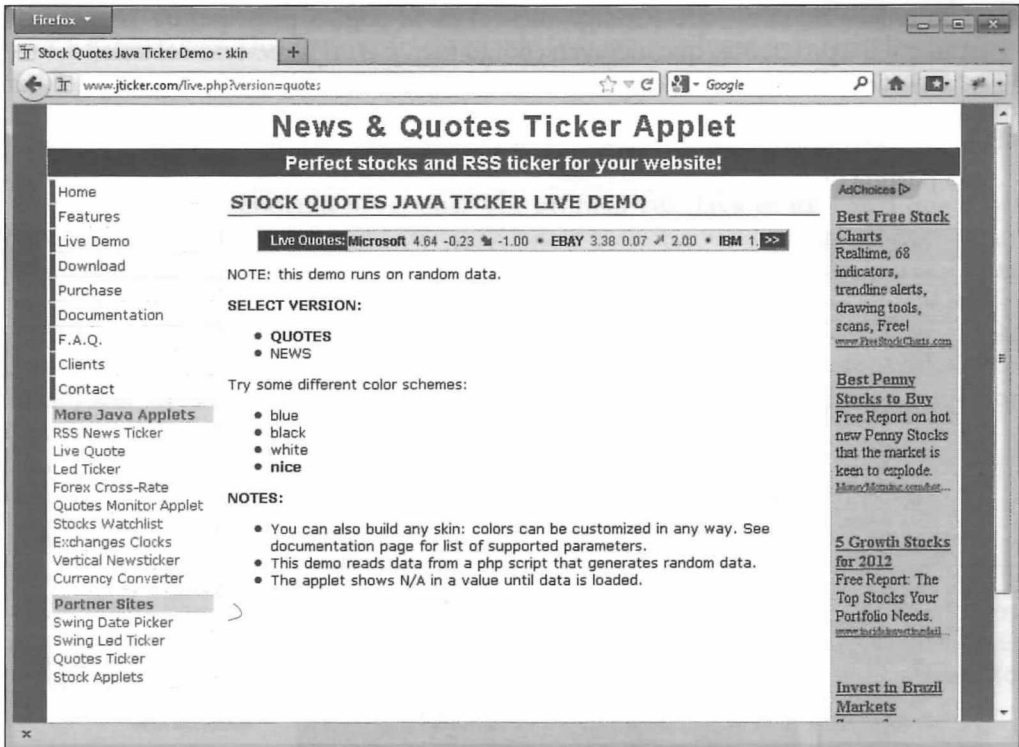 Firefox
Stock Quotes Java Ticker Demo - skin
+
www.jticker.com/live.php?version=quotes
Google
News & Quotes Ticker Applet
Perfect stocks and RSS ticker for your website!
Home
Features
Live Demo
Download
Purchase
Documentation
F.A.Q.
Clients
Contact
More Java Applets
RSS News Ticker
Live Quote
Led Ticker
Forex Cross-Rate
Quotes Monitor Applet
Stocks Watchlist
Exchanges Clocks
Vertical Newsticker
Currency Converter
Partner Sites
Swing Date Picker
Swing Led Ticker
Quotes Ticker
Stock Applets
STOCK QUOTES JAVA TICKER LIVE DEMO
Live Quotes: Microsoft 4.64 -0.23 -1.00 • EBAY 3.38 0.07 2.00 • IBM 1. >>
NOTE: this demo runs on random data.
SELECT VERSION:
• QUOTES
• NEWS
Try some different color schemes:
• blue
• black
• white
• nice
NOTES:
• You can also build any skin: colors can be customized in any way. See
documentation page for list of supported parameters.
• This demo reads data from a php script that generates random data.
• The applet shows N/A in a value until data is loaded.
AdChoices
Best Free Stock
Charts
Realtime, 68
indicators,
trendline alerts,
drawing tools,
scans, Free!
www.FreeStockCharts.com
Best Penny
Stocks to Buy
Free Report on hot
new Penny Stocks
that the market is
keen to explode.
5 Growth Stocks
for 2012
Free Report: The
Top Stocks Your
Portfolio Needs.
Invest in Brazil
Markets